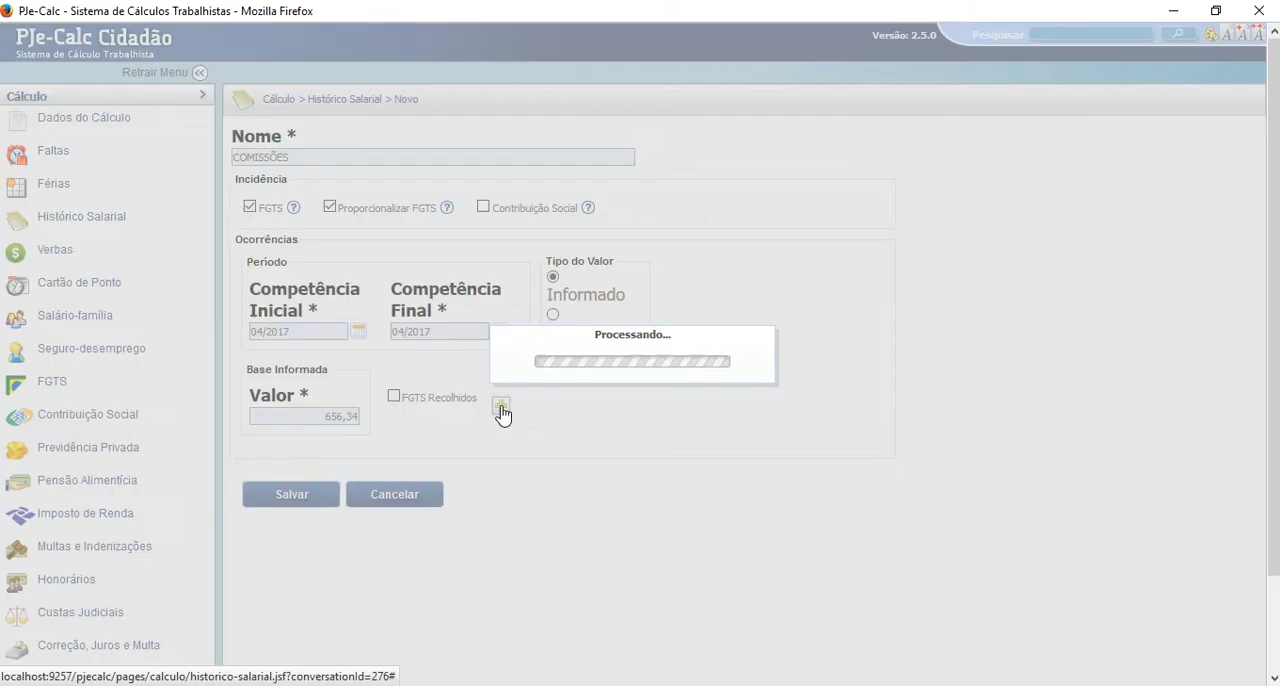 PJe-Calc - Sistema de Cálculos Trabalhistas - Mozilla Firefox
PJe-Calc Cidadão
Sistema de Cálculo Trabalhista
Versão: 2.5.0
Pesquisar
A A A
Retrair Menu
Cálculo
Cálculo > Histórico Salarial > Novo
Dados do Cálculo
Faltas
Férias
Histórico Salarial
Verbas
Cartão de Ponto
Salário-família
Seguro-desemprego
FGTS
Contribuição Social
Previdência Privada
Pensão Alimentícia
Imposto de Renda
Multas e Indenizações
Honorários
Custas Judiciais
Correção, Juros e Multa
Nome *
COMISSÕES
Incidência
FGTS ? Proporcionalizar FGTS ? Contribuição Social ?
Ocorrências
Período
Competência Inicial *
04/2017
Competência Final *
04/2017
Tipo do Valor
Informado
Processando...
Base Informada
Valor *
656,34
FGTS Recolhidos
Salvar
Cancelar
localhost:9257/pjecalc/pages/calculo/historico-salarial.jsf?conversationId=276#